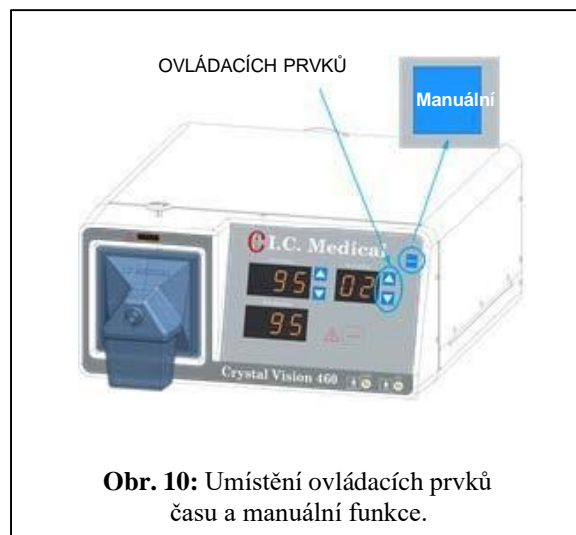 OVLÁDACÍCH PRVKŮ
Manuální
I.C. Medical
95
02
95
Crystal Vision 460
Obr. 10: Umístění ovládacích prvků
času a manuální funkce.